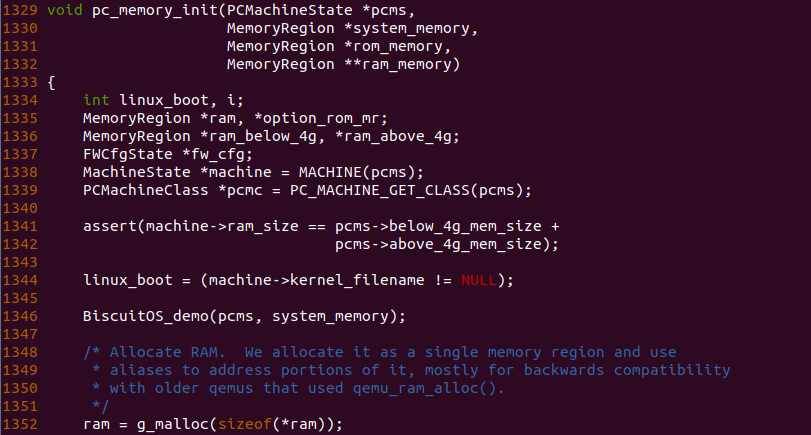 1329 void pc_memory_init(PCMachineState *pcms,
1330                     MemoryRegion *system_memory,
1331                     MemoryRegion *rom_memory,
1332                     MemoryRegion **ram_memory)
1333 {
1334     int linux_boot, i;
1335     MemoryRegion *ram, *option_rom_mr;
1336     MemoryRegion *ram_below_4g, *ram_above_4g;
1337     FWCfgState *fw_cfg;
1338     MachineState *machine = MACHINE(pcms);
1339     PCMachineClass *pcmc = PC_MACHINE_GET_CLASS(pcms);
1340
1341     assert(machine->ram_size == pcms->below_4g_mem_size +
1342                                 pcms->above_4g_mem_size);
1343
1344     linux_boot = (machine->kernel_filename != NULL);
1345
1346     BiscuitOS_demo(pcms, system_memory);
1347
1348     /* Allocate RAM.  We allocate it as a single memory region and use
1349      * aliases to address portions of it, mostly for backwards compatibility
1350      * with older qemus that used qemu_ram_alloc().
1351      */
1352     ram = g_malloc(sizeof(*ram));